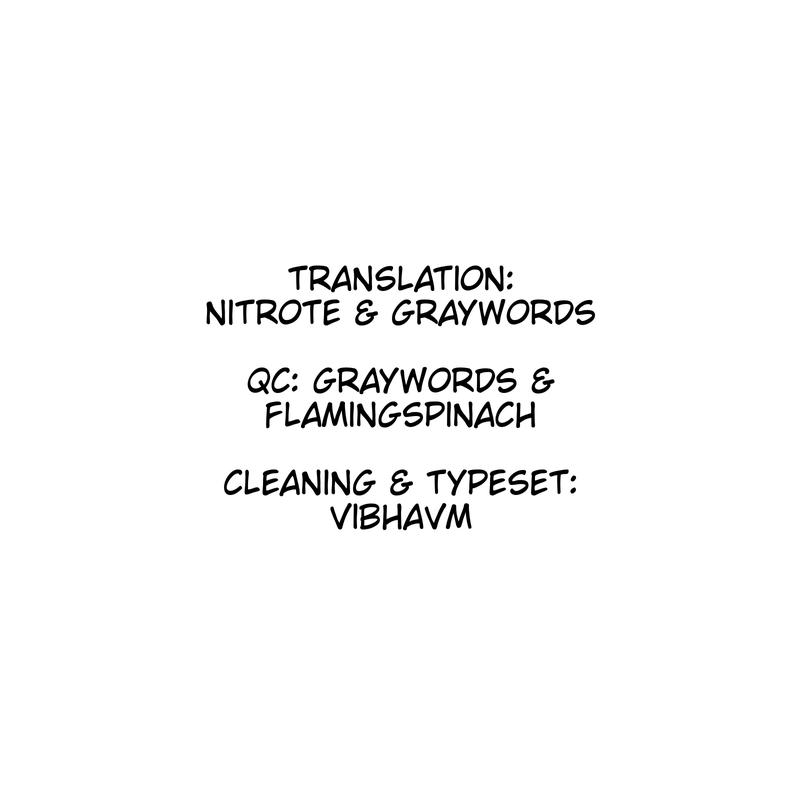 TRANSLATION:
NITROTE & GRAYWORDS
QC: GRAYWORDS &
FLAMINGSPINACH
CLEANING & TYPESET:
VIBHAVM